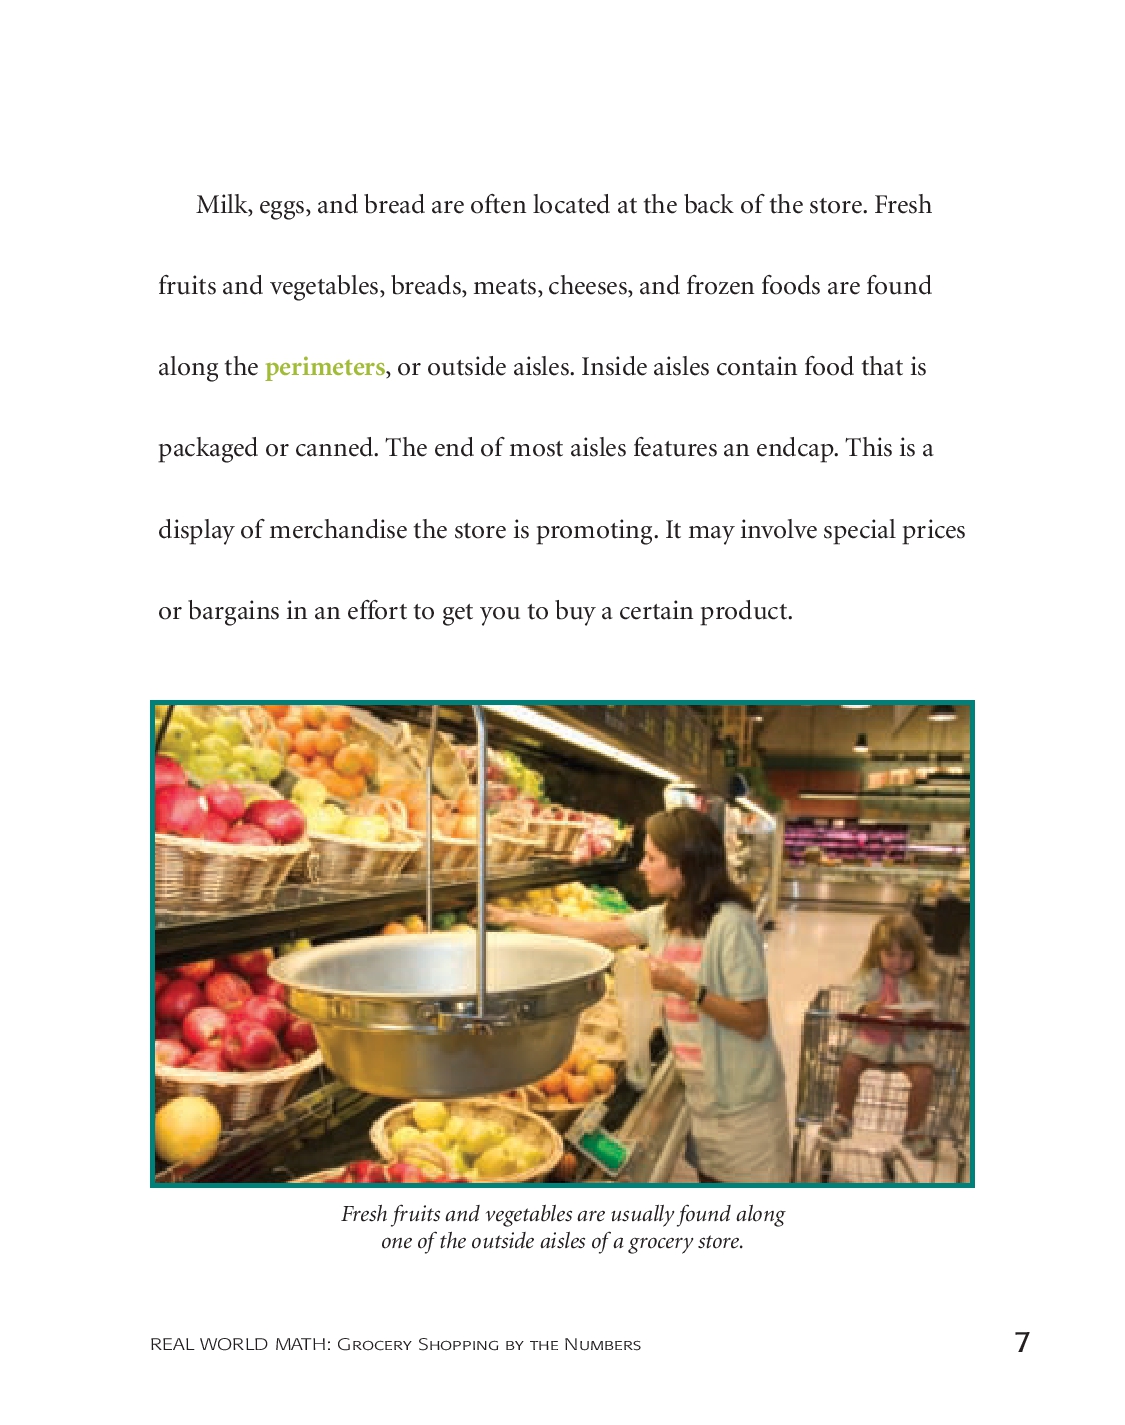 Milk, eggs, and bread are often located at the back of the store. Fresh
fruits and vegetables, breads, meats, cheeses, and frozen foods are found
along the perimeters, or outside aisles. Inside aisles contain food that is
packaged or canned. The end of most aisles features an endcap. This is a
display of merchandise the store is promoting. It may involve special prices
or bargains in an effort to get you to buy a certain product.
Fresh fruits and vegetables are usually found along
one of the outside aisles of a grocery store.
REAL WORLD MATH: Grocery Shopping by the Numbers 7